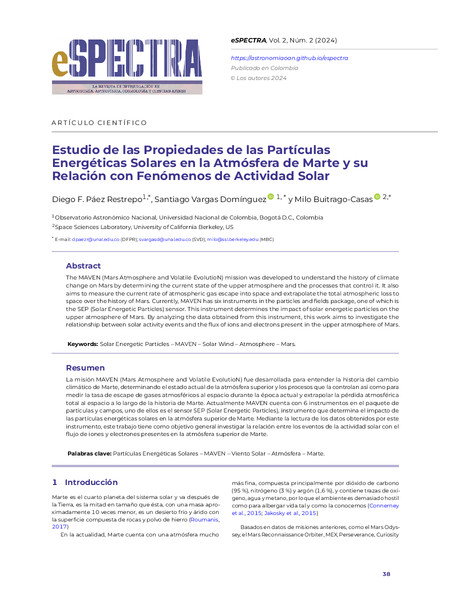 eSPECTRA
LA REVISTA DE INVESTIGACIÓN EN
ASTRONOMÍA, ASTROFÍSICA, COSMOLOGÍA Y CIENCIAS AFINES
eSPECTRA, Vol. 2, Núm. 2 (2024)
https://astronomiaoan.github.io/espectra
Publicada en Colombia
© Los autores 2024
ARTÍCULO CIENTÍFICO
Estudio de las Propiedades de las Partículas
Energéticas Solares en la Atmósfera de Marte y su
Relación con Fenómenos de Actividad Solar
Diego F. Páez Restrepo1,*, Santiago Vargas Domínguez 1,* y Milo Buitrago-Casas 2,*
1Observatorio Astronómico Nacional, Universidad Nacional de Colombia, Bogotá D.C., Colombia
2Space Sciences Laboratory, University of California Berkeley, US
* E-mail: dpaezr@unal.edu.co (DFPR), svargasd@unal.edu.co (SVD), milo@ssl.berkeley.edu (MBC)
Abstract
The MAVEN (Mars Atmosphere and Volatile EvolutioN) mission was developed to understand the history of climate
change on Mars by determining the current state of the upper atmosphere and the processes that control it. It also
aims to measure the current rate of atmospheric gas escape into space and extrapolate the total atmospheric loss to
space over the history of Mars. Currently, MAVEN has six instruments in the particles and fields package, one of which is
the SEP (Solar Energetic Particles) sensor. This instrument determines the impact of solar energetic particles on the
upper atmosphere of Mars. By analyzing the data obtained from this instrument, this work aims to investigate the
relationship between solar activity events and the flux of ions and electrons present in the upper atmosphere of Mars.
Keywords: Solar Energetic Particles – MAVEN – Solar Wind – Atmosphere – Mars.
Resumen
La misión MAVEN (Mars Atmosphere and Volatile EvolutioN) fue desarrollada para entender la historia del cambio
climático de Marte, determinando el estado actual de la atmósfera superior y los procesos que la controlan así como para
medir la tasa de escape de gases atmosféricos al espacio durante la época actual y extrapolar la pérdida atmosférica
total al espacio a lo largo de la historia de Marte. Actualmente MAVEN cuenta con 6 instrumentos en el paquete de
partículas y campos, uno de ellos es el sensor SEP (Solar Energetic Particles), instrumento que determina el impacto de
las partículas energéticas solares en la atmósfera superior de Marte. Mediante la lectura de los datos obtenidos por este
instrumento, este trabajo tiene como objetivo general investigar la relación entre los eventos de la actividad solar con el
flujo de iones y electrones presentes en la atmósfera superior de Marte.
Palabras clave: Partículas Energéticas Solares – MAVEN – Viento Solar – Atmósfera – Marte.
1 Introducción
Marte es el cuarto planeta del sistema solar y va después de
la Tierra, es la mitad en tamaño que ésta, con una masa apro-
ximadamente 10 veces menor, es un desierto frío y árido con
la superficie compuesta de rocas y polvo de hierro (Roumanis,
2017)
En la actualidad, Marte cuenta con una atmósfera mucho
más fina, compuesta principalmente por dióxido de carbono
(95 %), nitrógeno (3 %) y argón (1,6 %), y contiene trazas de oxí-
geno, agua y metano, por lo que el ambiente es demasiado hostil
como para albergar vida tal y como la conocemos (Connerney
et al., 2015; Jakosky et al., 2015)
Basados en datos de misiones anteriores, como el Mars Odys-
sey, el Mars Reconnaissance Orbiter, MEX, Perseverance, Curiosity
38